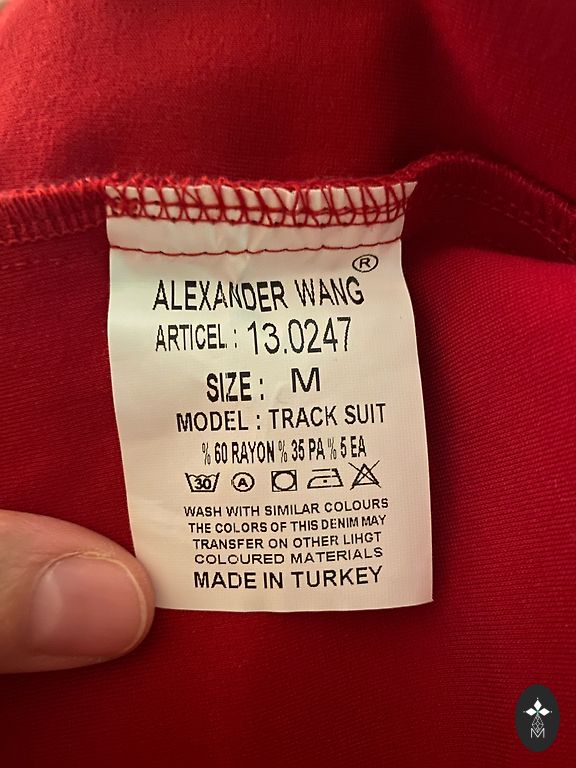 ALEXANDER WANG ®
ARTICEL : 13.0247
SIZE : M
MODEL : TRACK SUIT
% 60 RAYON % 35 PA % 5 EA
30 A
WASH WITH SIMILAR COLOURS
THE COLORS OF THIS DENIM MAY
TRANSFER ON OTHER LIHGT
COLOURED MATERIALS
MADE IN TURKEY
M